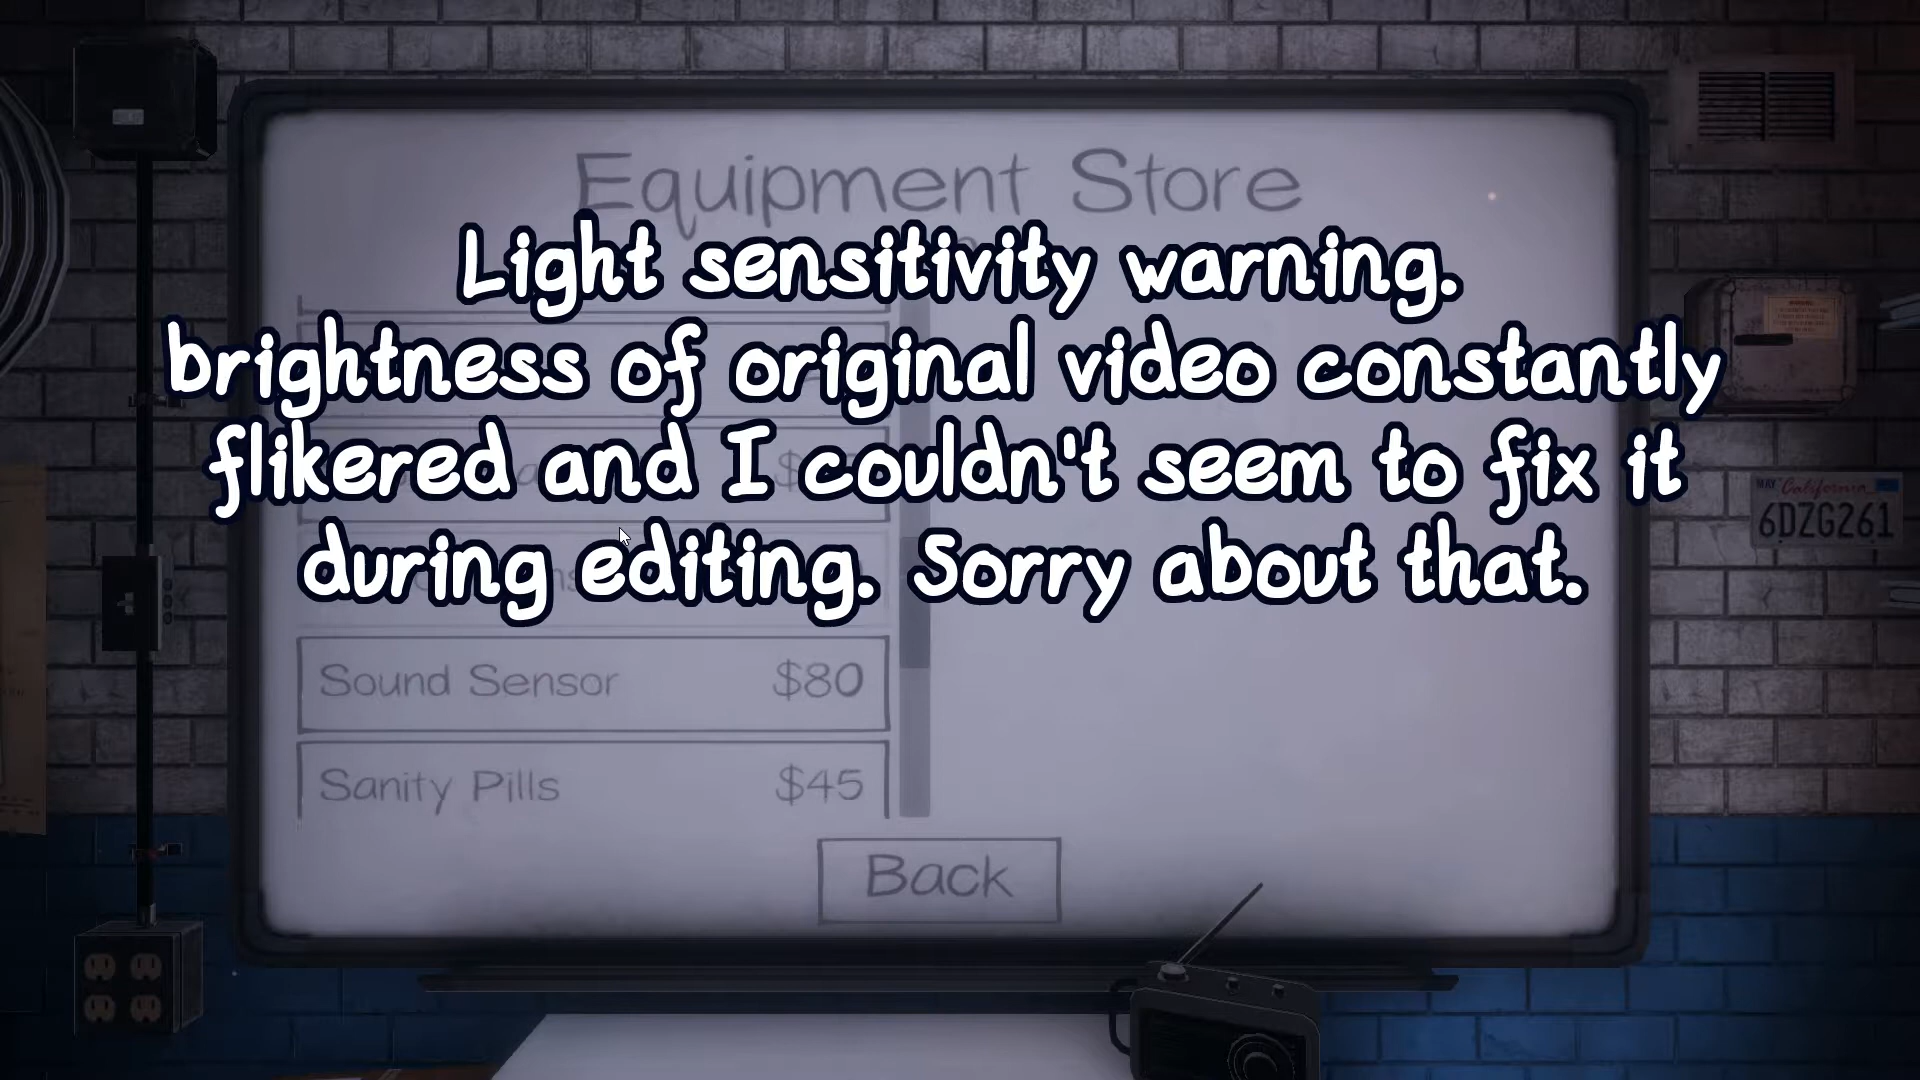 Equipment Store
Light sensitivity warning.
brightness of original video constantly
flikered and I couldn't seem to fix it
during editing. Sorry about that.
Sound Sensor $80
Sanity Pills $45
Back
MAY California
6DZG261